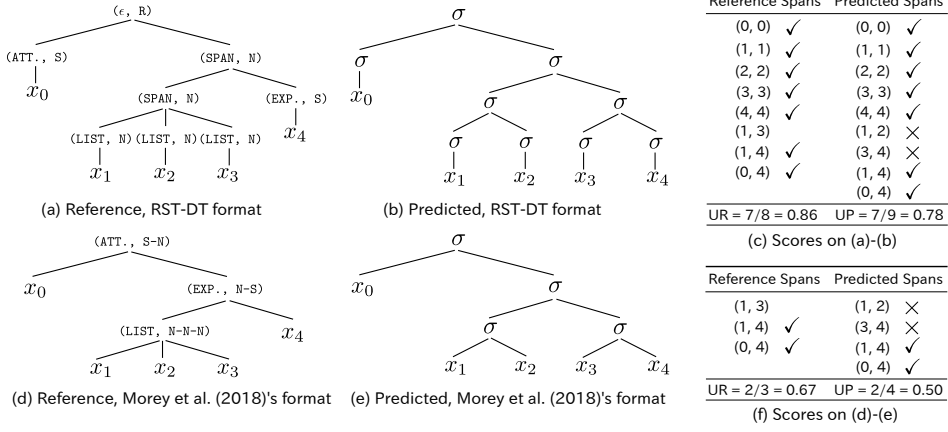 (ϵ, R)
(ATT., S) (SPAN, N)
x0
(SPAN, N) (EXP., S)
x4
(LIST, N) (LIST, N) (LIST, N)
x1 x2 x3
(a) Reference, RST-DT format
σ
σ σ
x0
σ σ
σ σ σ σ
x1 x2 x3 x4
(b) Predicted, RST-DT format
Reference Spans Predicted Spans
(0, 0) ✓ (0, 0) ✓
(1, 1) ✓ (1, 1) ✓
(2, 2) ✓ (2, 2) ✓
(3, 3) ✓ (3, 3) ✓
(4, 4) ✓ (4, 4) ✓
(1, 3) (1, 2) ×
(1, 4) ✓ (3, 4) ×
(0, 4) ✓ (1, 4) ✓
(0, 4) ✓
UR = 7/8 = 0.86 UP = 7/9 = 0.78
(c) Scores on (a)-(b)
(ATT., S-N)
x0 (EXP., N-S)
(LIST, N-N-N) x4
x1 x2 x3
(d) Reference, Morey et al. (2018)'s format
σ
x0 σ
σ σ
x1 x2 x3 x4
(e) Predicted, Morey et al. (2018)'s format
Reference Spans Predicted Spans
(1, 3) (1, 2) ×
(1, 4) ✓ (3, 4) ×
(0, 4) ✓ (1, 4) ✓
(0, 4) ✓
UR = 2/3 = 0.67 UP = 2/4 = 0.50
(f) Scores on (d)-(e)